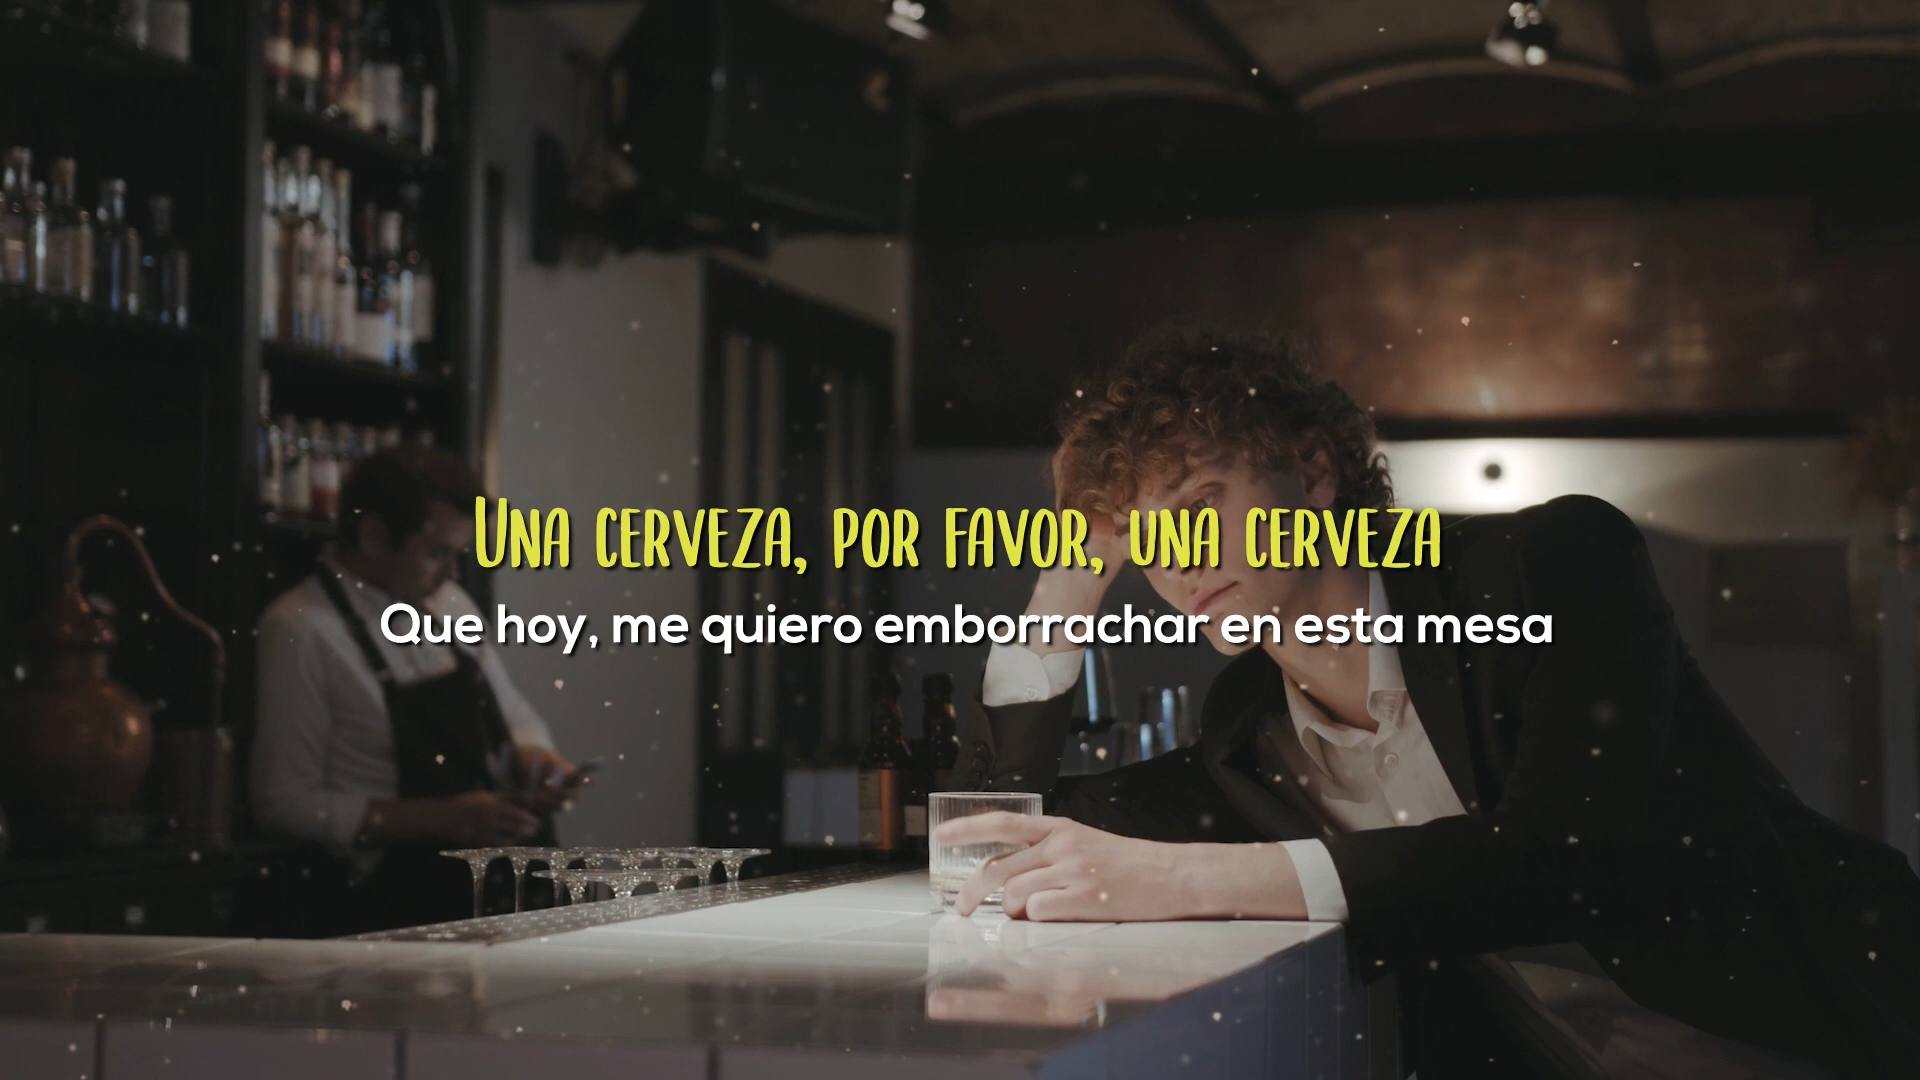 Una cerveza, por favor, una cerveza
Que hoy, me quiero emborrachar en esta mesa